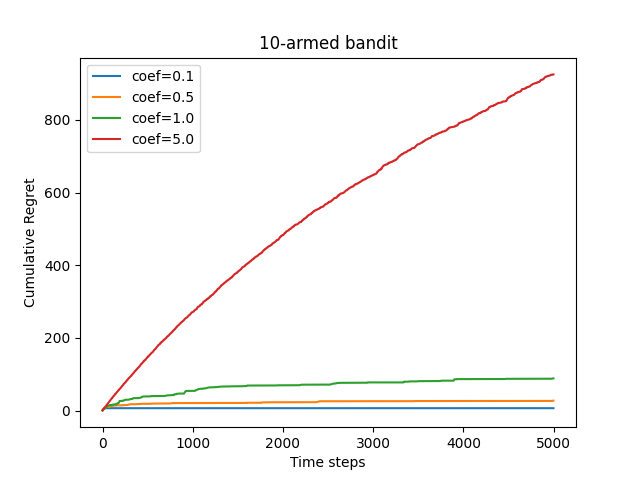 10-armed bandit
coef=0.1
coef=0.5
coef=1.0
coef=5.0
Cumulative Regret
800
600
400
200
0
0 1000 2000 3000 4000 5000
Time steps